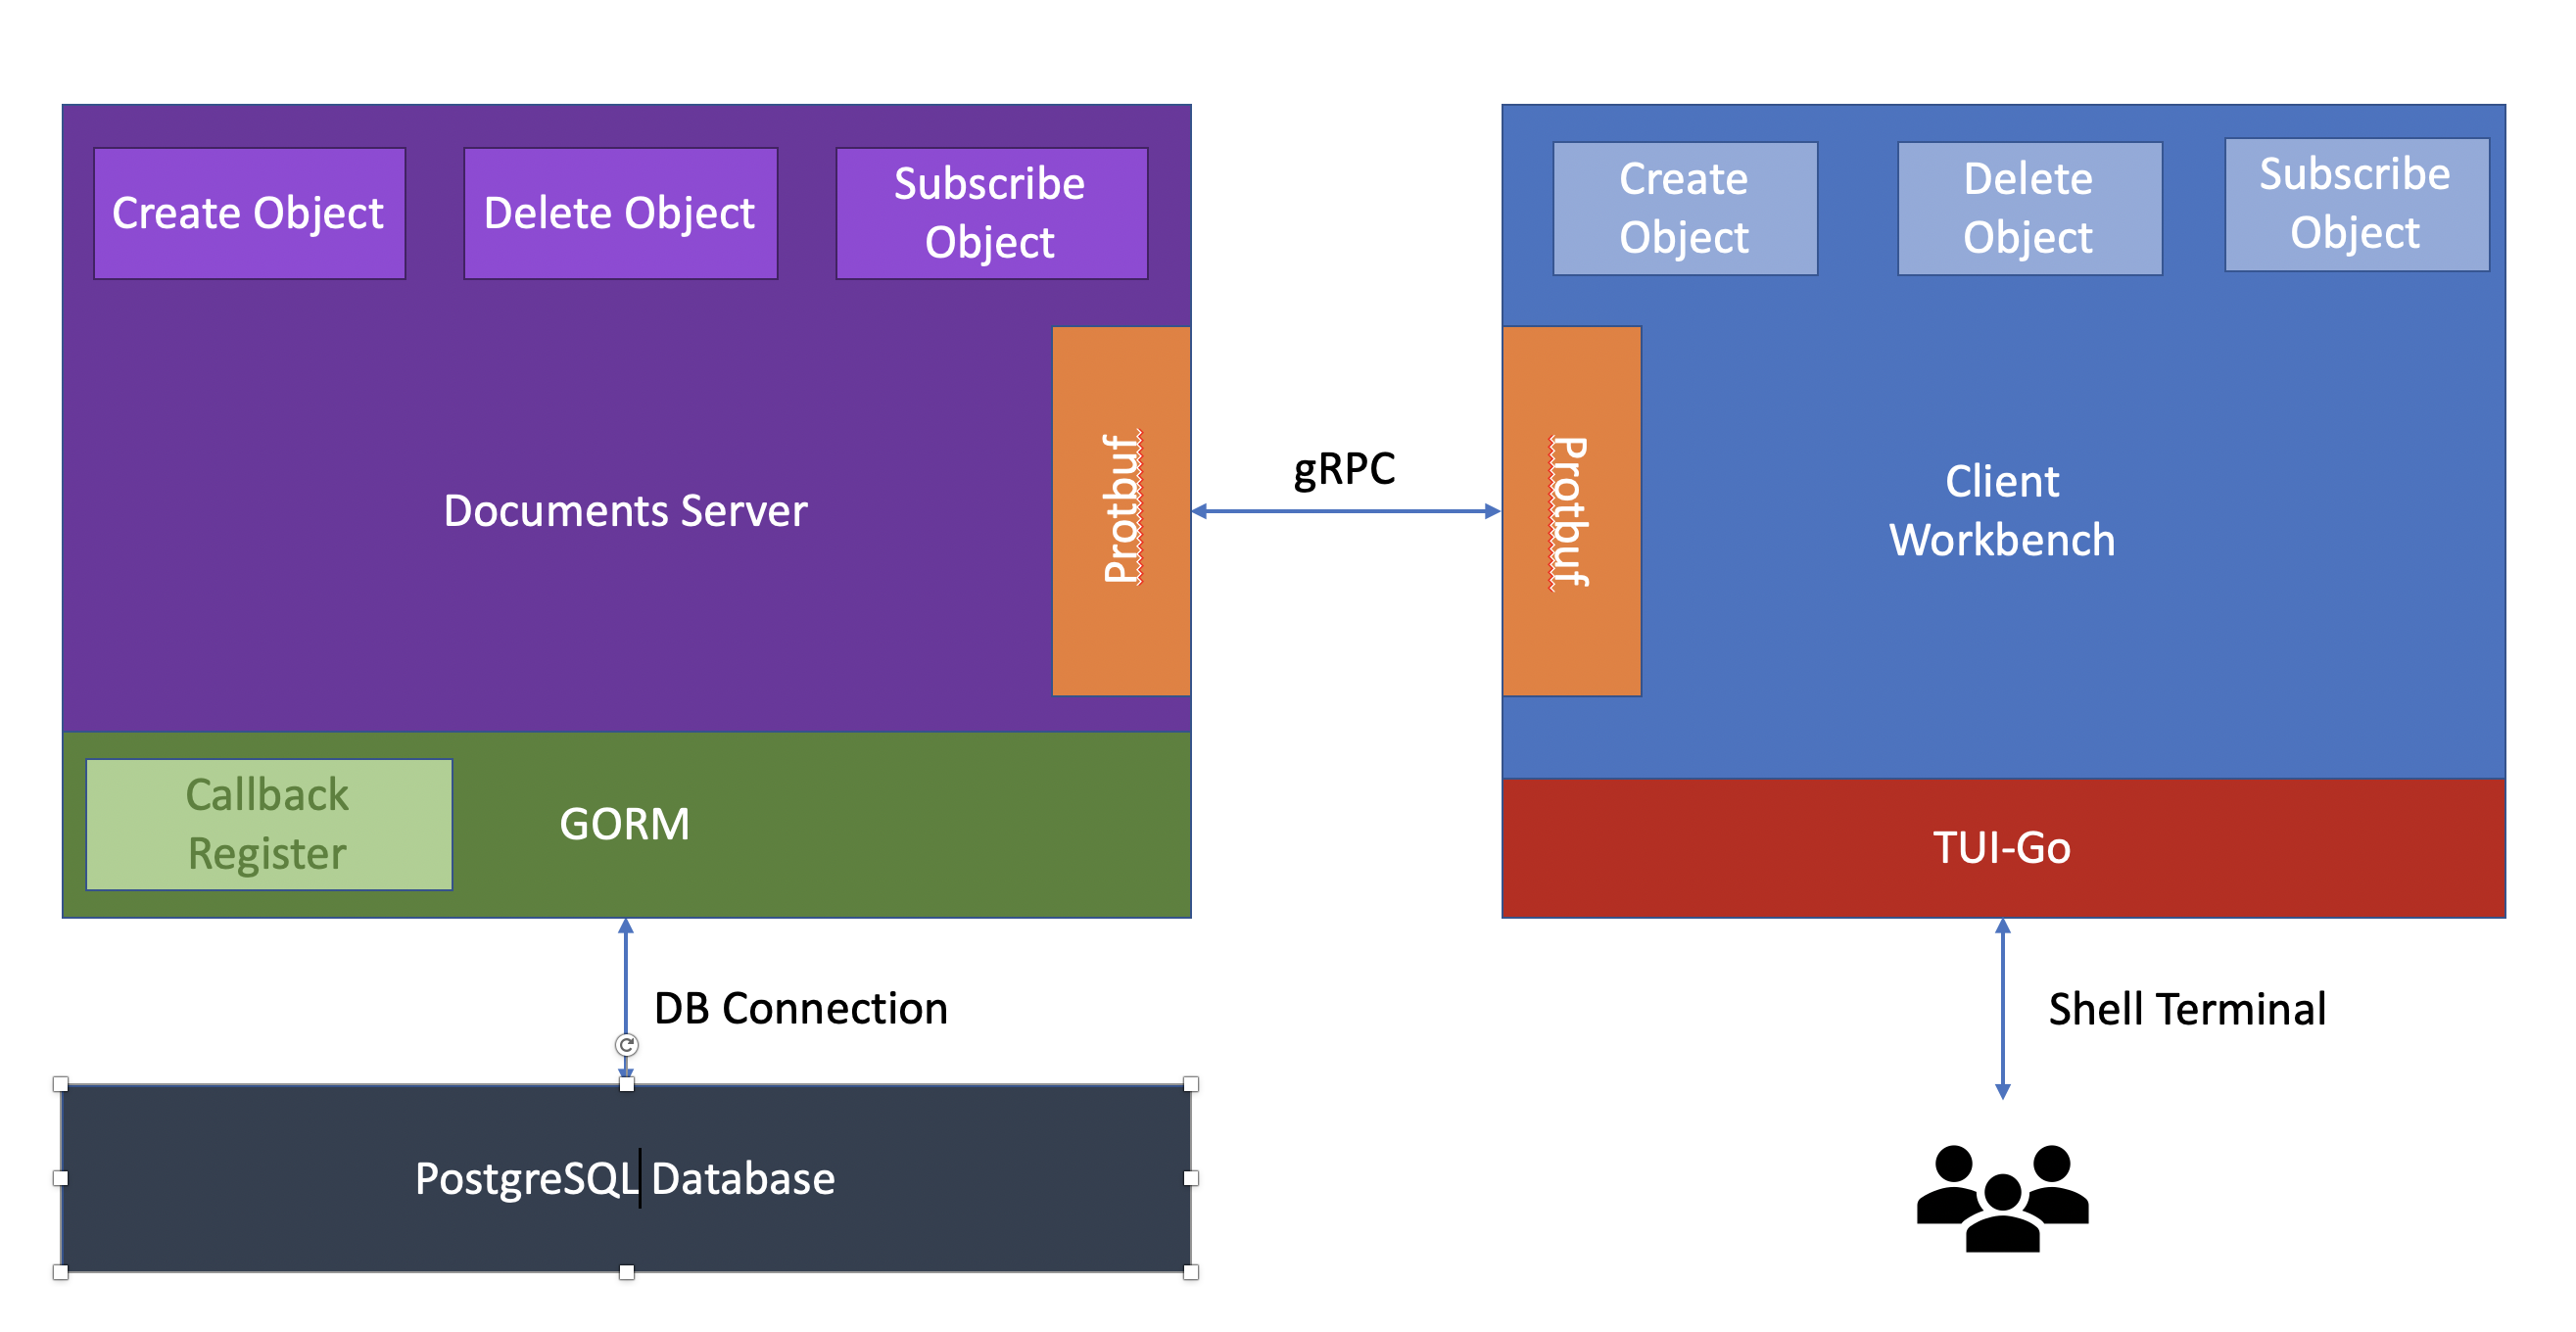 Create Object
Delete Object
Subscribe
Object
Documents Server
Protbuf
Callback
Register
GORM
DB Connection
PostgreSQL Database
gRPC
Create
Object
Delete
Object
Subscribe
Object
Protbuf
Client
Workbench
TUI-Go
Shell Terminal